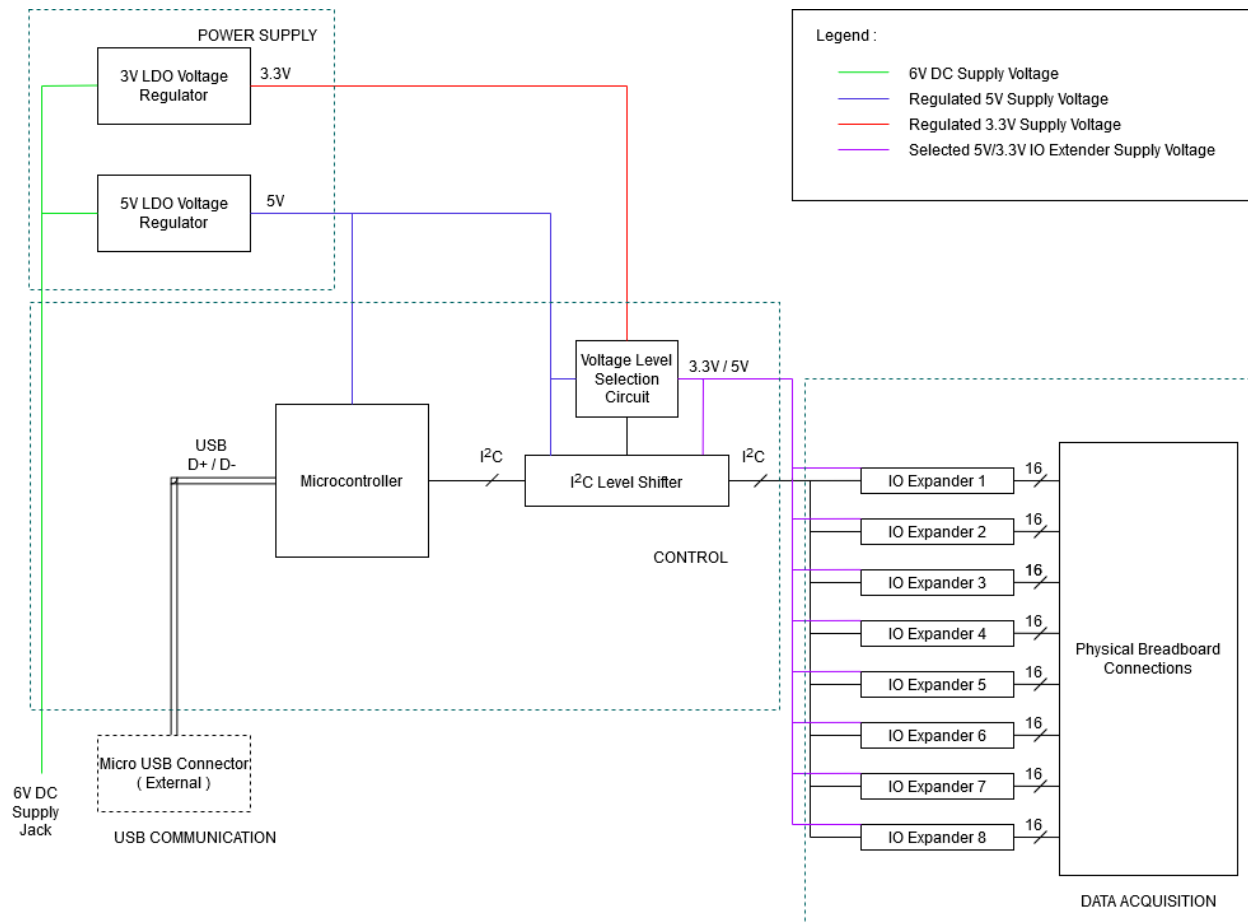 POWER SUPPLY
3V LDO Voltage
Regulator
3.3V
5V LDO Voltage
Regulator
5V
Legend :
6V DC Supply Voltage
Regulated 5V Supply Voltage
Regulated 3.3V Supply Voltage
Selected 5V/3.3V IO Extender Supply Voltage
Voltage Level
Selection
Circuit
3.3V / 5V
USB
D+ / D-
Microcontroller
I²C
I²C Level Shifter
I²C
CONTROL
IO Expander 1
16
IO Expander 2
16
IO Expander 3
16
IO Expander 4
16
IO Expander 5
16
IO Expander 6
16
IO Expander 7
16
IO Expander 8
16
Physical Breadboard
Connections
DATA ACQUISITION
Micro USB Connector
( External )
USB COMMUNICATION
6V DC
Supply
Jack